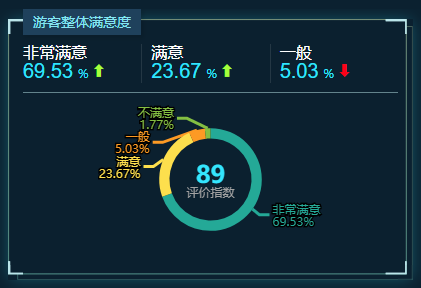 游客整体满意度
非常满意 满意 一般
69.53 % 23.67 % 5.03 %
不满意
1.77%
一般
5.03%
满意
23.67%
89
评价指数
非常满意
69.53%